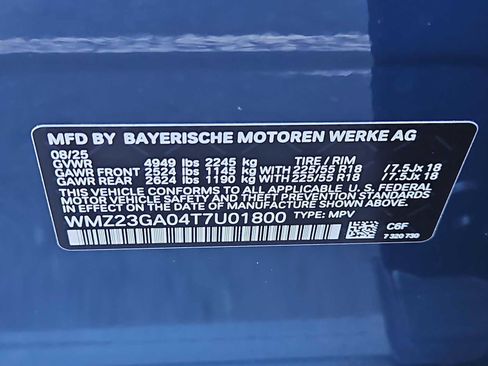 MFD BY BAYERISCHE MOTOREN WERKE AG
08/25
GVWR 4949 lbs 2245 kg TIRE / RIM
GAWR FRONT 2524 lbs 1145 kg 225/55 R18 /7.5Jx18
GAWR REAR 2624 lbs 1190 kg 225/55 R18 /7.5Jx18
THIS VEHICLE CONFORMS TO ALL APPLICABLE U.S. FEDERAL
MOTOR VEHICLE SAFETY, BUMPER AND THEFT PREVENTION STANDARDS
IN EFFECT ON THE DATE OF MANUFACTURE SHOWN ABOVE.
WMZ23GA04T7U01800 TYPE: MPV
C6F
7 320 730